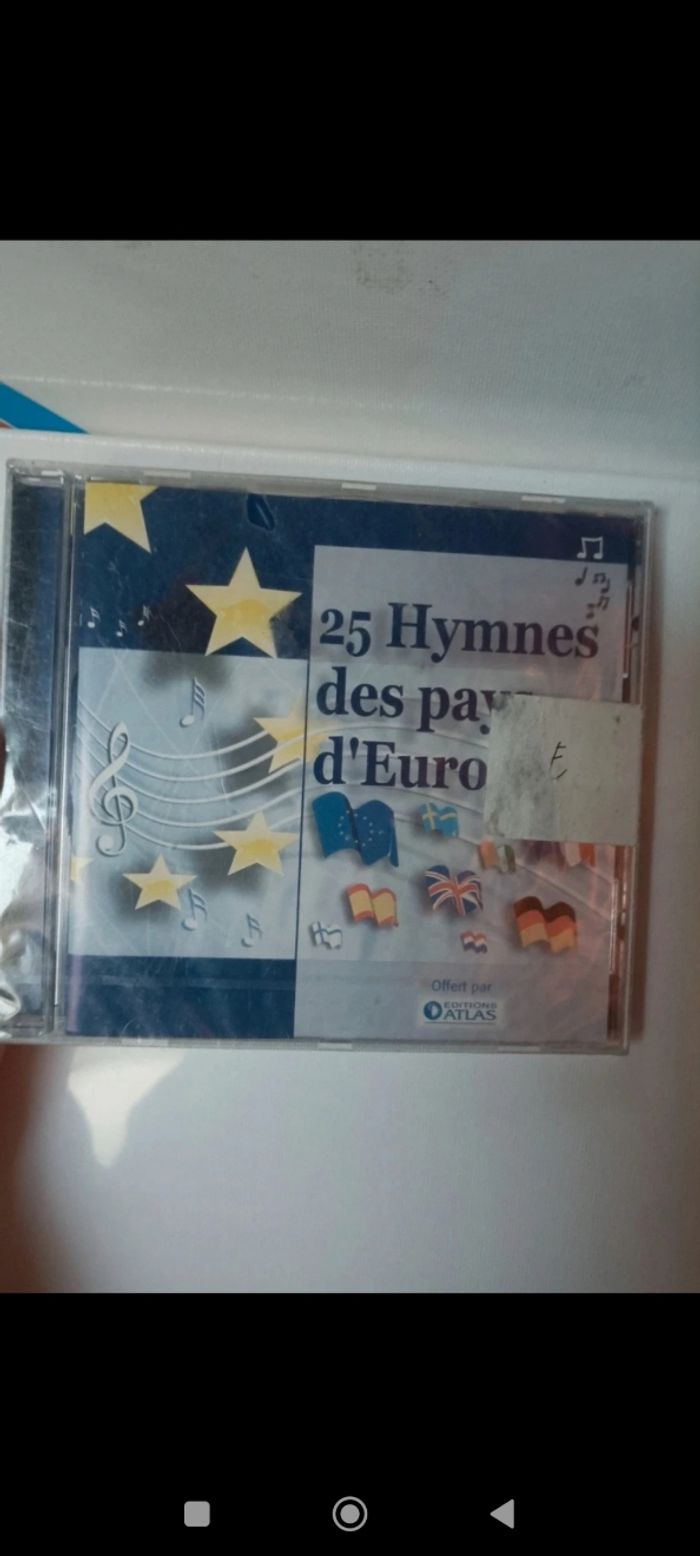 25 Hymnes
des pay
d'Euro
E
Offert par
EDITIONS
ATLAS